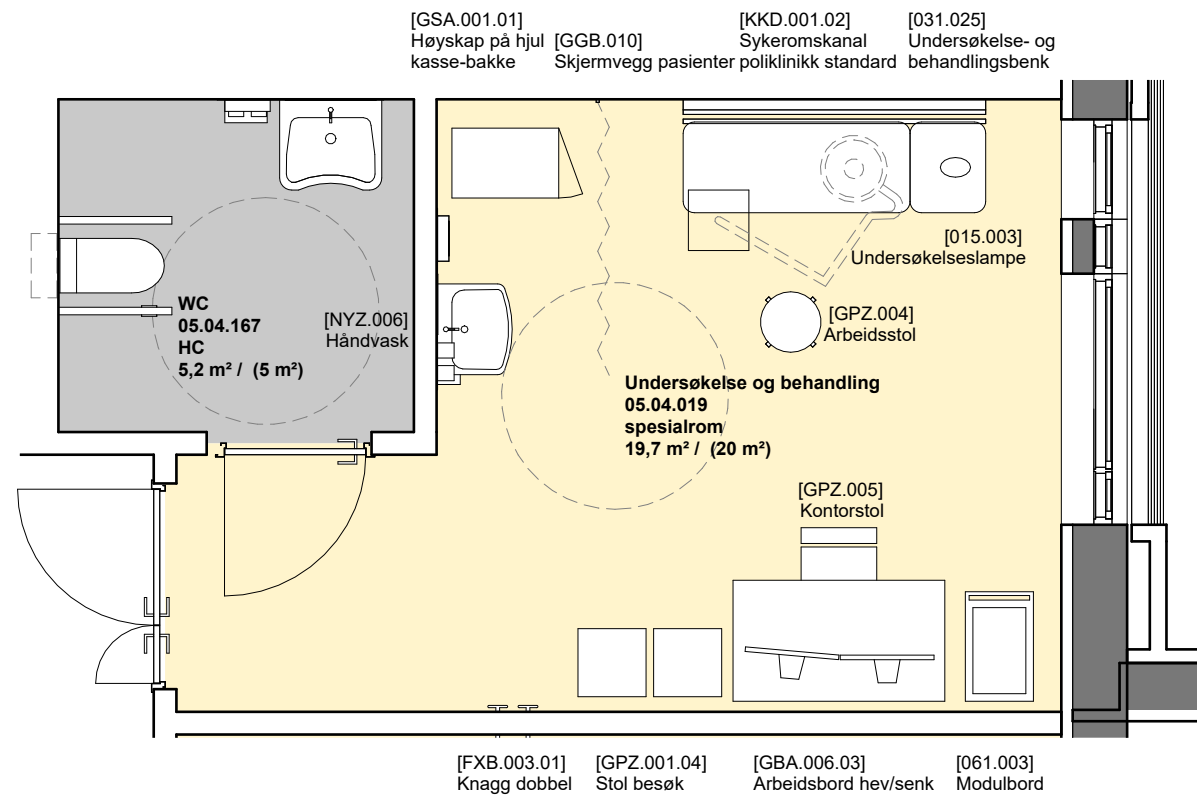 [GSA.001.01]
Høyskap på hjul
kasse-bakke
[GGB.010]
Skjermvegg pasienter
[KKD.001.02]
Sykeromskanal
poliklinikk standard
[031.025]
Undersøkelse- og
behandlingsbenk
[015.003]
Undersøkelseslampe
WC
05.04.167
HC
5,2 m² / (5 m²)
[NYZ.006]
Håndvask
[GPZ.004]
Arbeidsstol
Undersøkelse og behandling
05.04.019
spesialrom
19,7 m² / (20 m²)
[GPZ.005]
Kontorstol
[FXB.003.01]
Knagg dobbel
[GPZ.001.04]
Stol besøk
[GBA.006.03]
Arbeidsbord hev/senk
[061.003]
Modulbord